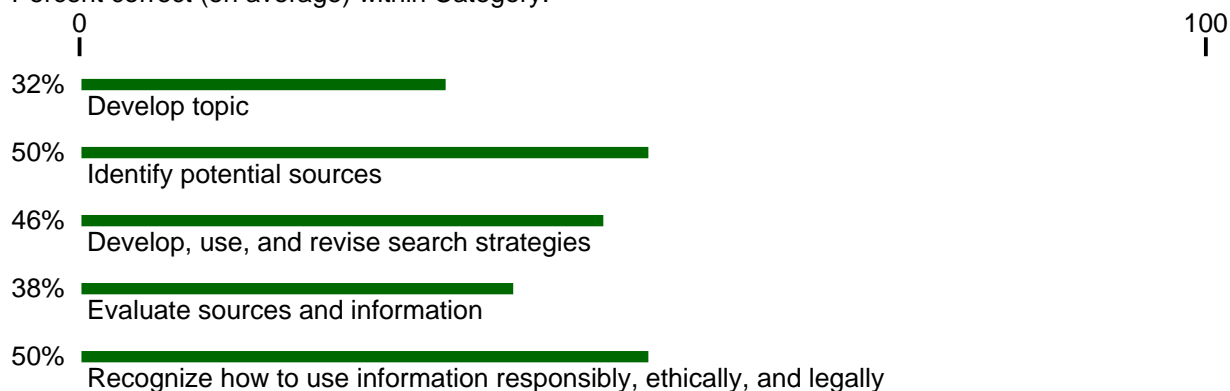 Percent correct (on average) within Category:
0 100
32%
Develop topic
50%
Identify potential sources
46%
Develop, use, and revise search strategies
38%
Evaluate sources and information
50%
Recognize how to use information responsibly, ethically, and legally